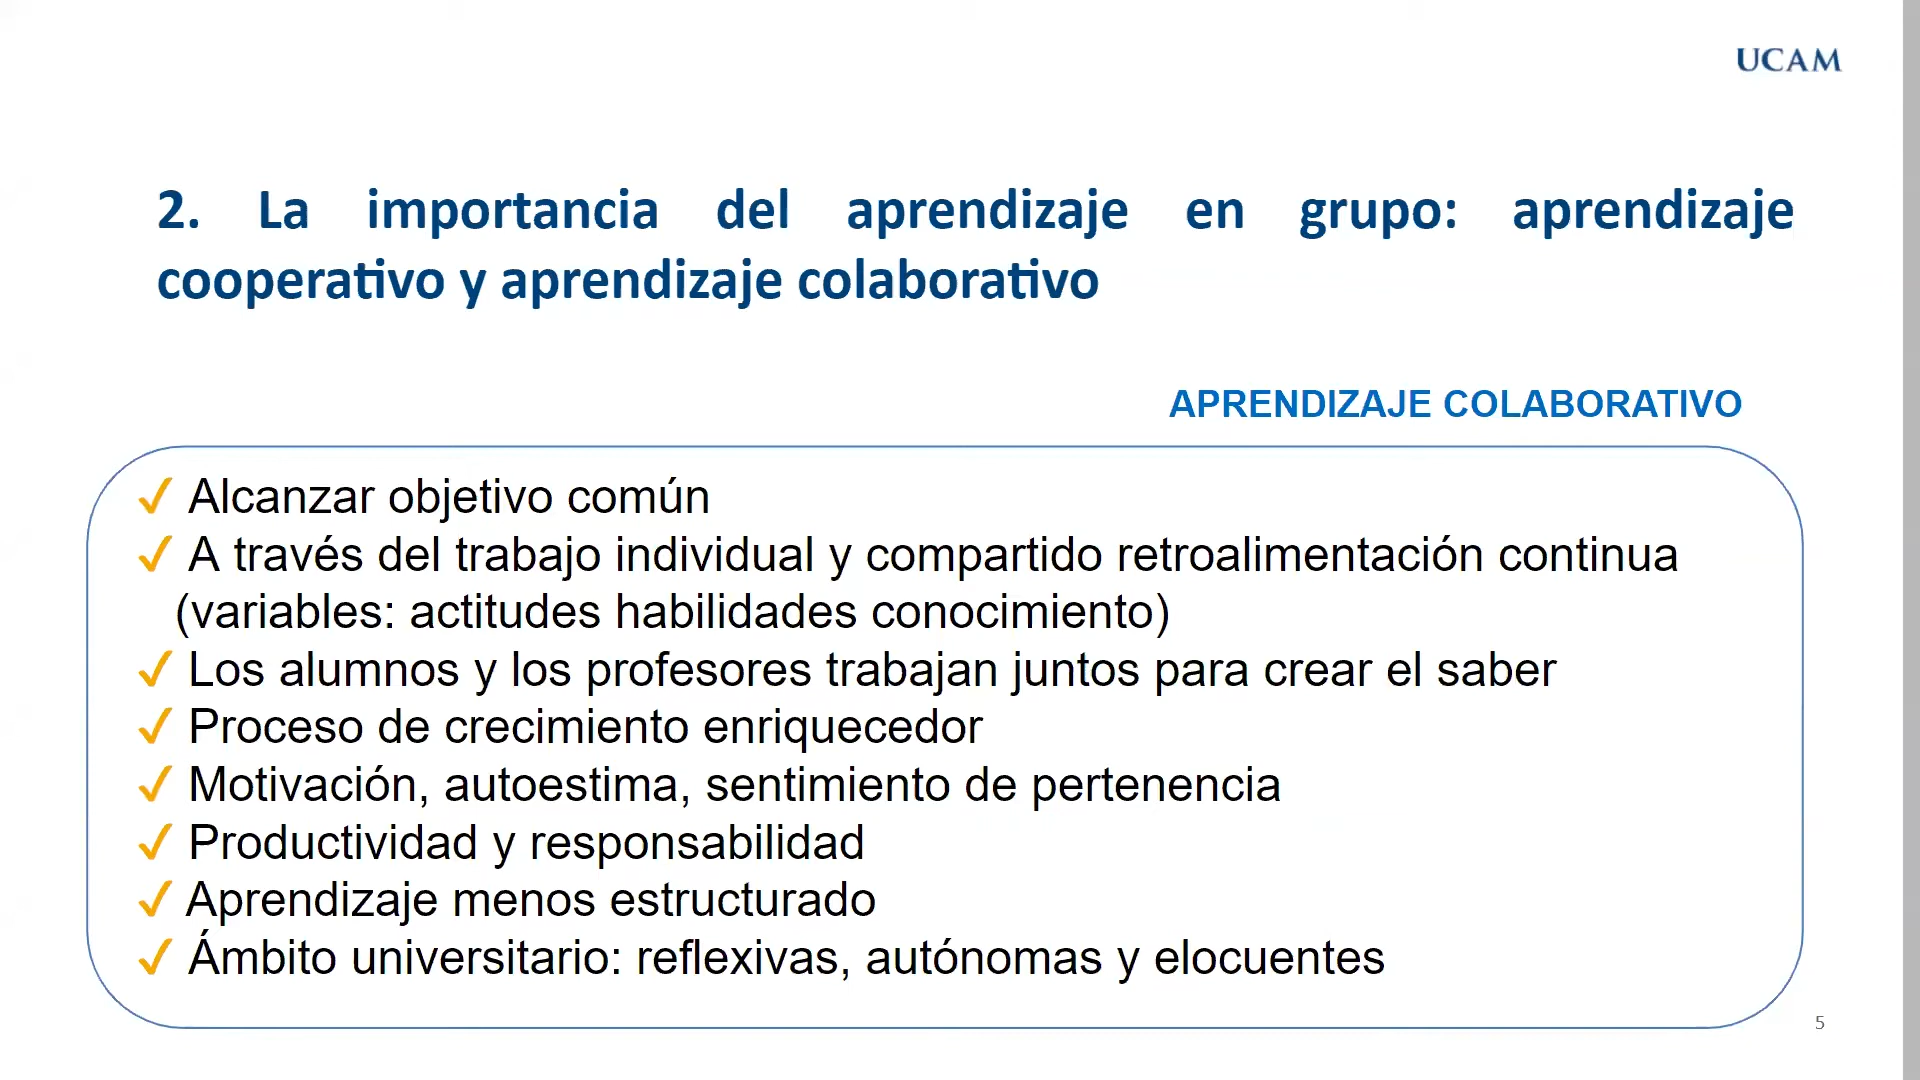 UCAM
2. La importancia del aprendizaje en grupo: aprendizaje
cooperativo y aprendizaje colaborativo
APRENDIZAJE COLABORATIVO
✓ Alcanzar objetivo común
✓ A través del trabajo individual y compartido retroalimentación continua
(variables: actitudes habilidades conocimiento)
✓ Los alumnos y los profesores trabajan juntos para crear el saber
✓ Proceso de crecimiento enriquecedor
✓ Motivación, autoestima, sentimiento de pertenencia
✓ Productividad y responsabilidad
✓ Aprendizaje menos estructurado
✓ Ámbito universitario: reflexivas, autónomas y elocuentes
5